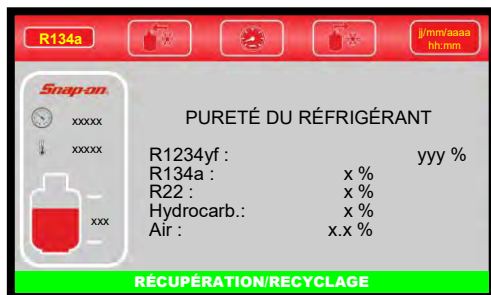 R134a
jj/mm/aaaa
hh:mm
Snap-on
xxxxx
xxxxx
xxx
PURETÉ DU RÉFRIGÉRANT
R1234yf : yyy %
R134a : x %
R22 : x %
Hydrocarb.: x %
Air : x.x %
RÉCUPÉRATION/RECYCLAGE